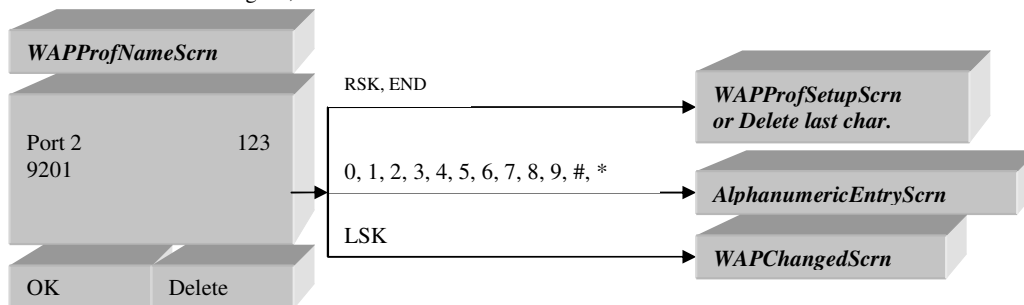 WAPProfNameScrn
Port 2 123
9201
OK Delete
RSK, END
0, 1, 2, 3, 4, 5, 6, 7, 8, 9, #, *
LSK
WAPProfSetupScrn
or Delete last char.
AlphanumericEntryScrn
WAPChangedScrn